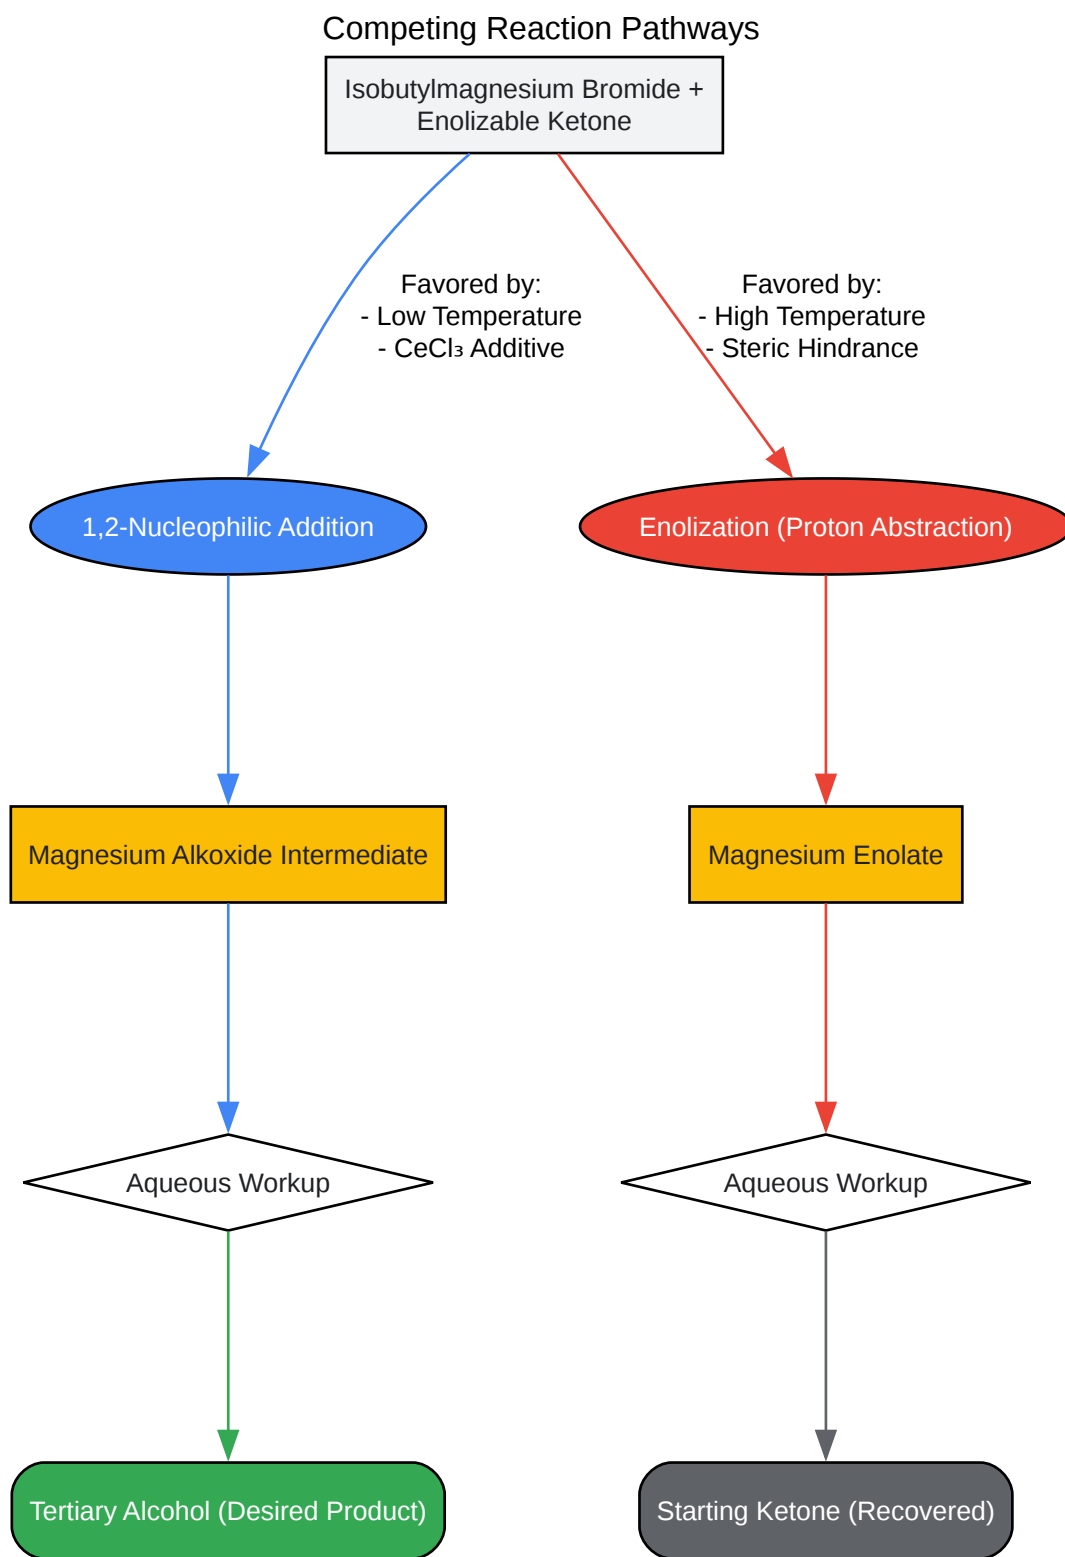 Competing Reaction Pathways
Isobutylmagnesium Bromide +
Enolizable Ketone
Favored by:
- Low Temperature
- CeCl₃ Additive
Favored by:
- High Temperature
- Steric Hindrance
1,2-Nucleophilic Addition
Enolization (Proton Abstraction)
Magnesium Alkoxide Intermediate
Magnesium Enolate
Aqueous Workup
Aqueous Workup
Tertiary Alcohol (Desired Product)
Starting Ketone (Recovered)